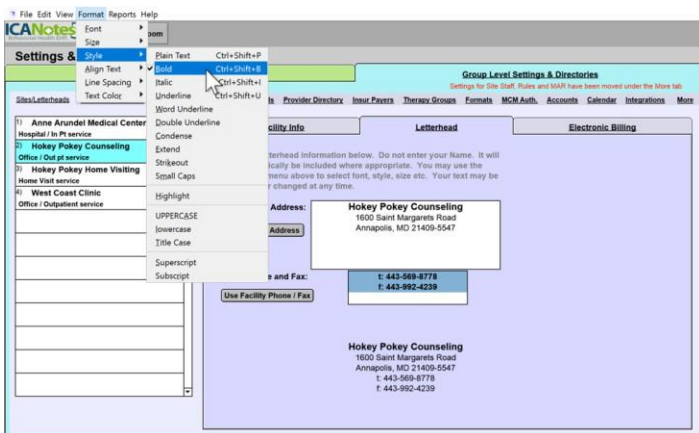 File Edit View Format Reports Help
ICANotes
Behavioral Health EHR
oom
Font
Size
Style
Align Text
Line Spacing
Text Color
Plain Text Ctrl+Shift+P
Bold Ctrl+Shift+B
Italic Ctrl+Shift+I
Underline Ctrl+Shift+U
Word Underline
Double Underline
Condense
Extend
Strikeout
Small Caps
Highlight
UPPERCASE
lowercase
Title Case
Superscript
Subscript
Settings &
Group Level Settings & Directories
Settings for Site Staff, Rules and MAR have been moved under the More tab
Sites/Letterheads ls Provider Directory Insur Payers Therapy Groups Formats MCM Auth. Accounts Calendar Integrations More
cility Info Letterhead Electronic Billing
1) Anne Arundel Medical Center
Hospital / In Pt service
2) Hokey Pokey Counseling
Office / Out pt service
3) Hokey Pokey Home Visiting
Home Visit service
4) West Coast Clinic
Office / Outpatient service
tterhead information below. Do not enter your Name. It will
ically be included where appropriate. You may use the
menu above to select font, style, size etc. Your text may be
r changed at any time.
Address:
Address
Hokey Pokey Counseling
1600 Saint Margarets Road
Annapolis, MD 21409-5547
e and Fax:
Use Facility Phone / Fax
t: 443-569-8778
f: 443-992-4239
Hokey Pokey Counseling
1600 Saint Margarets Road
Annapolis, MD 21409-5547
t: 443-569-8778
f: 443-992-4239